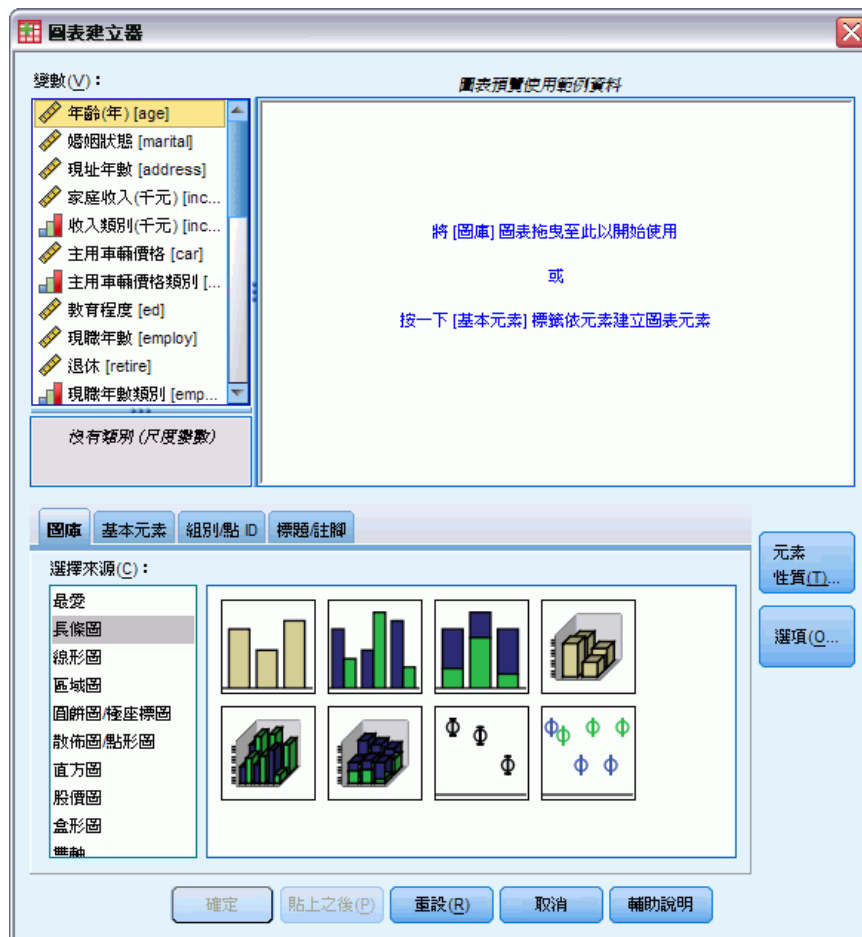 圖表建立器
變數(V)：
圖表預覽使用範例資料
年齡(年) [age]
婚姻狀態 [marital]
現址年數 [address]
家庭收入(千元) [inc...
收入類別(千元) [inc...
主用車輛價格 [car]
主用車輛價格類別 [...
教育程度 [ed]
現職年數 [employ]
退休 [retire]
現職年數類別 [emp...
將 [圖庫] 圖表拖曳至此以開始使用
或
按一下 [基本元素] 標籤依元素建立圖表元素
沒有類別 (尺度變數)
圖庫 基本元素 組別/點 ID 標題/註腳
選擇來源(C)：
最愛
長條圖
線形圖
區域圖
圓餅圖/極座標圖
散佈圖/點形圖
直方圖
股價圖
盒形圖
雙軸
元素
性質(T)...
選項(O...
確定 貼上之後(P) 重設(R) 取消 輔助說明